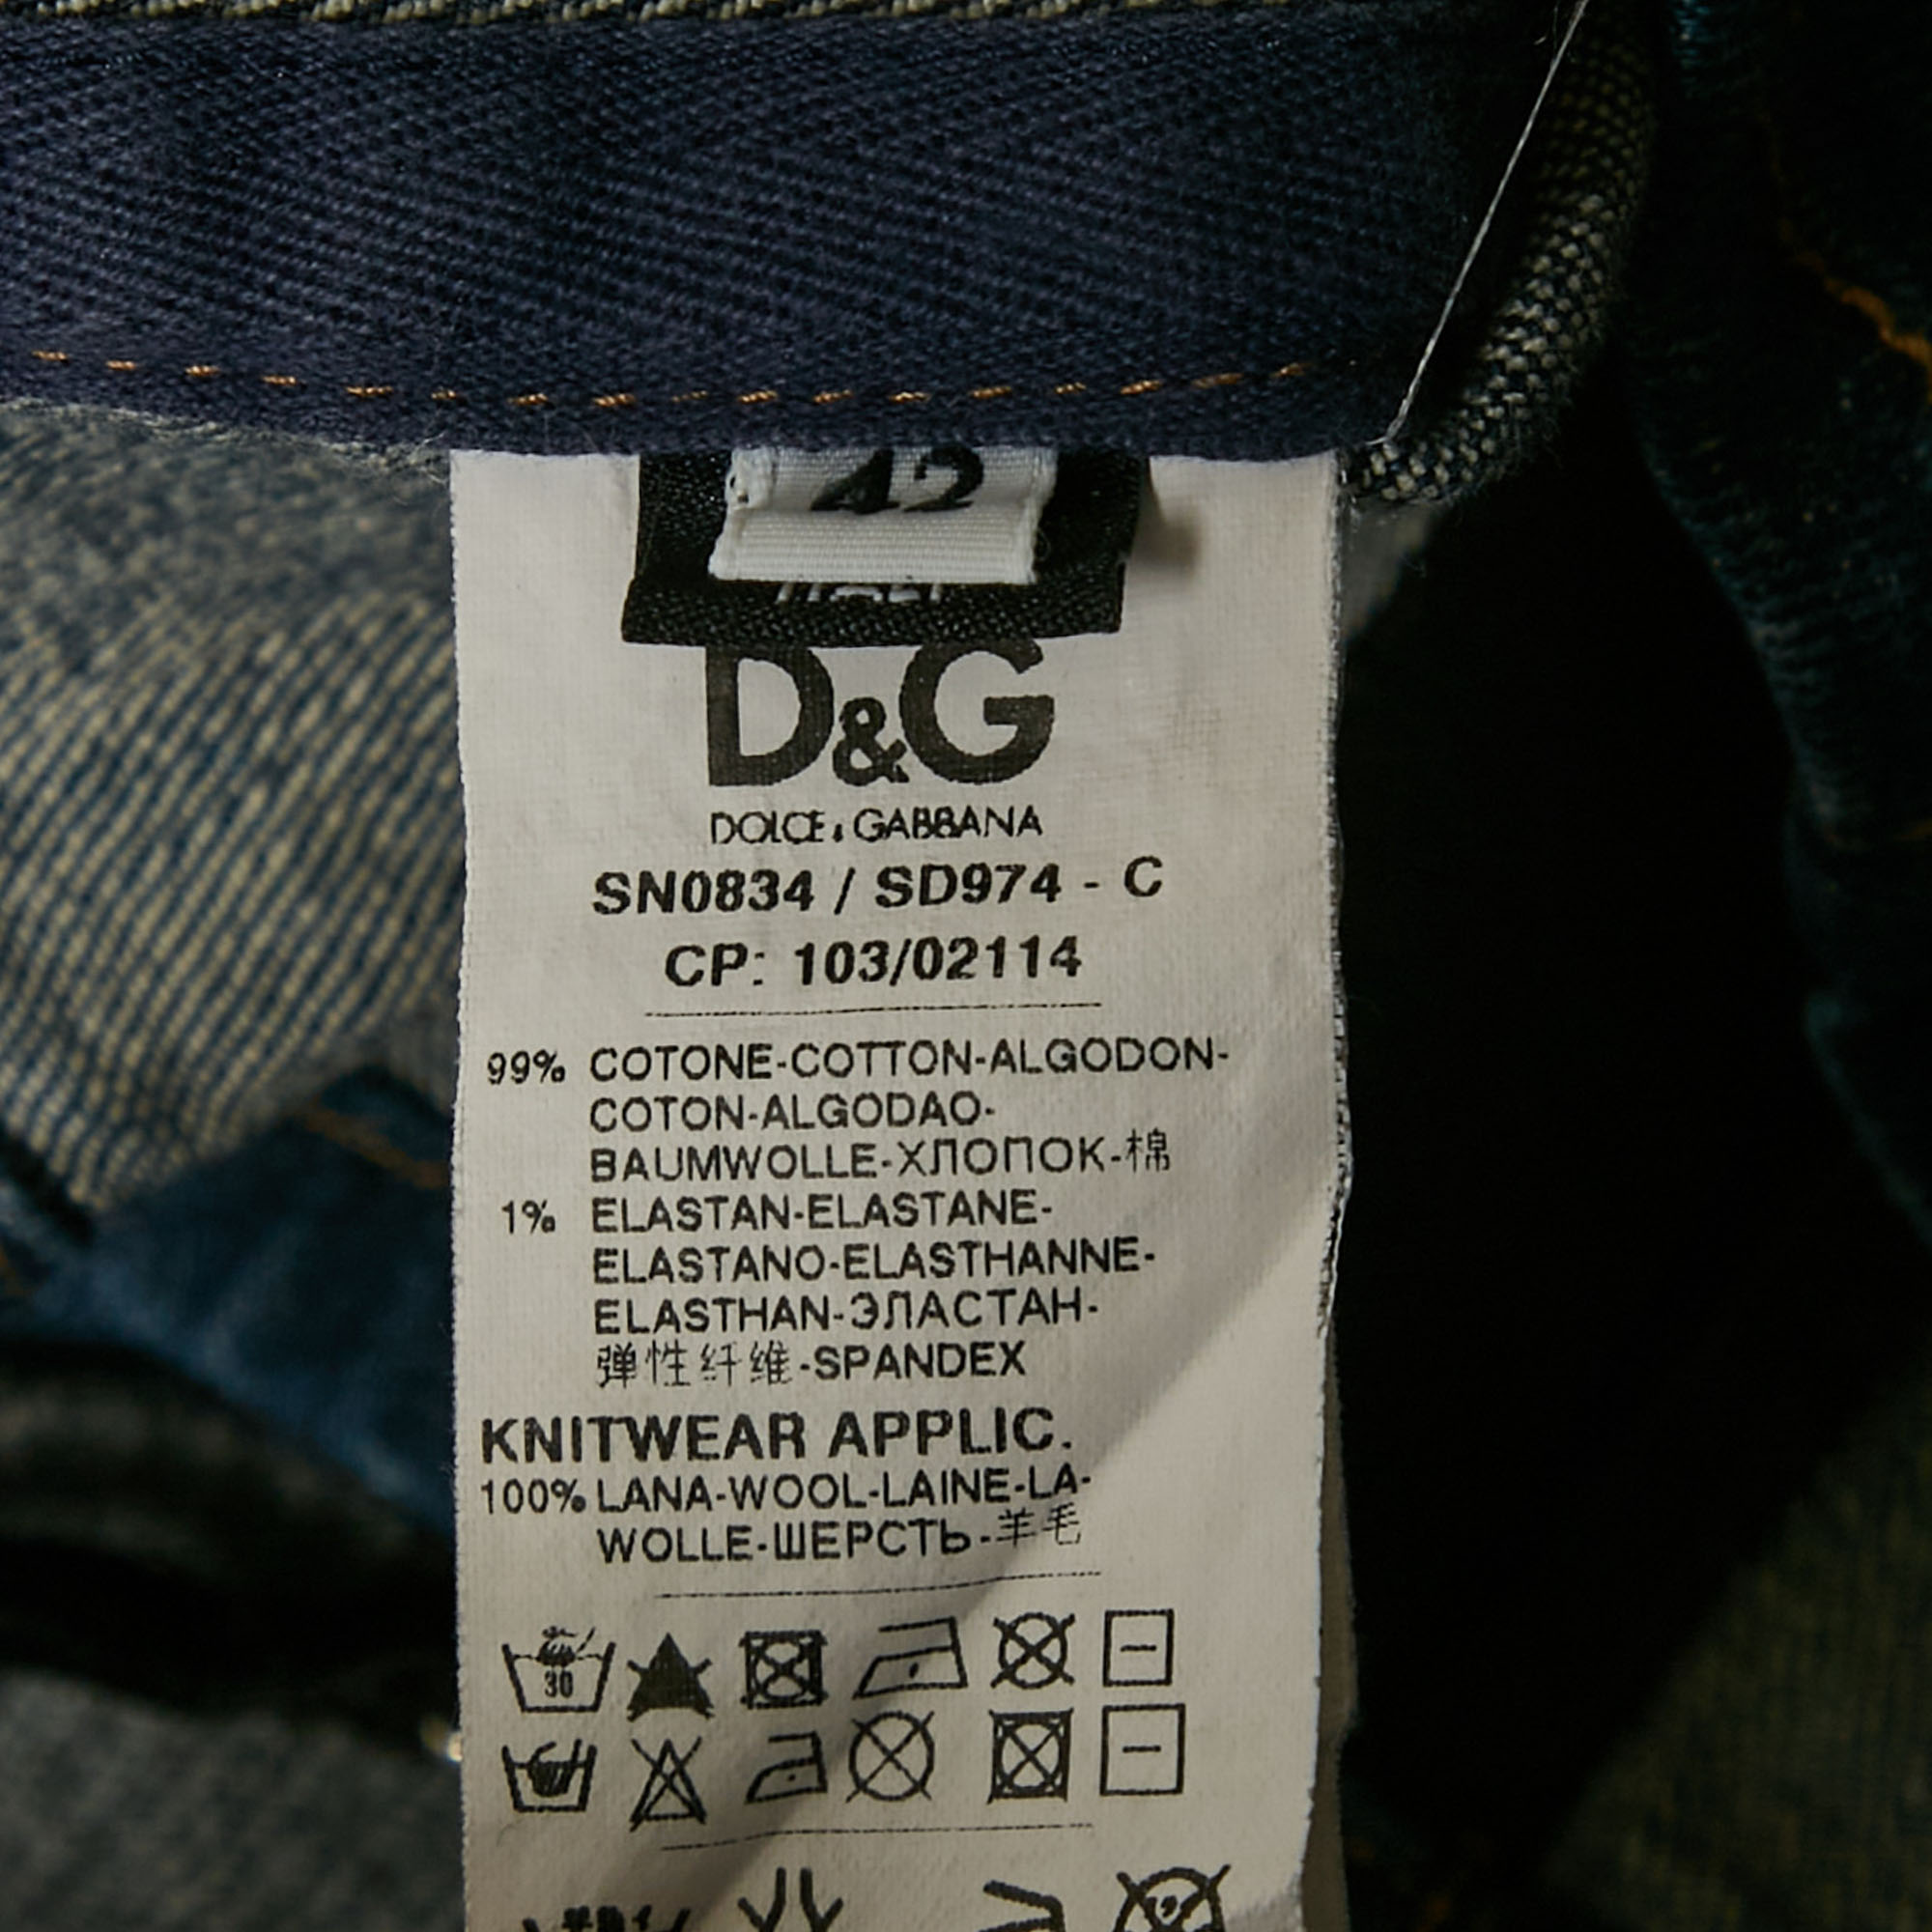 42
D&G
DOLCE & GABBANA
SN0834 / SD974 - C
CP: 103/02114
99% COTONE-COTTON-ALGODON-
COTON-ALGODAO-
BAUMWOLLE-ХЛОПОК-棉
1% ELASTAN-ELASTANE-
ELASTANO-ELASTHANNE-
ELASTHAN-ЭЛАСТАН-
弹性纤维-SPANDEX
KNITWEAR APPLIC.
100% LANA-WOOL-LAINE-LA-
WOLLE-ШЕРСТЬ-羊毛
30